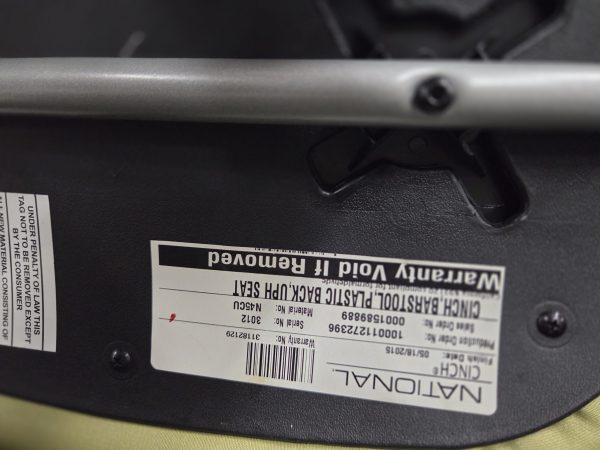 NATIONAL
CINCH®
Finish Date: 05/18/2015
Warranty No: 31182129
Production Order No: 100011272396
Serial No: 3012
Sales Order No: 0001589889
Material No: N45CU
CINCH,BARSTOOL,PLASTIC BACK,UPH SEAT
Warranty Void If Removed
UNDER PENALTY OF LAW THIS
TAG NOT TO BE REMOVED EXCEPT
BY THE CONSUMER
ALL NEW MATERIAL CONSISTING OF